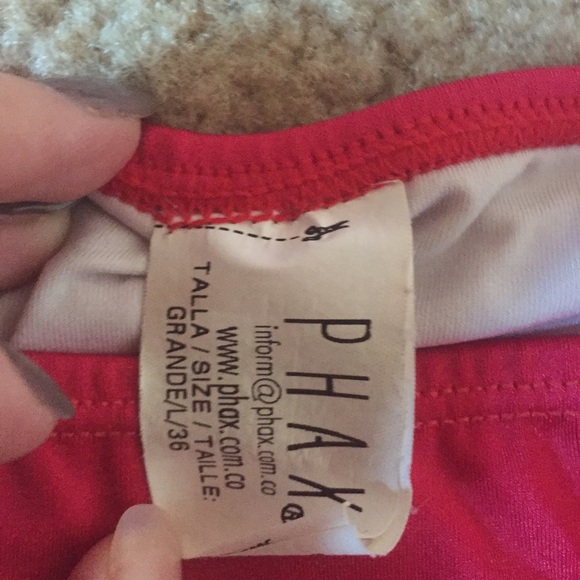 PHAX®
inform@phax.com.co
www.phax.com.co
TALLA/SIZE/TAILLE:
GRANDE/L/36